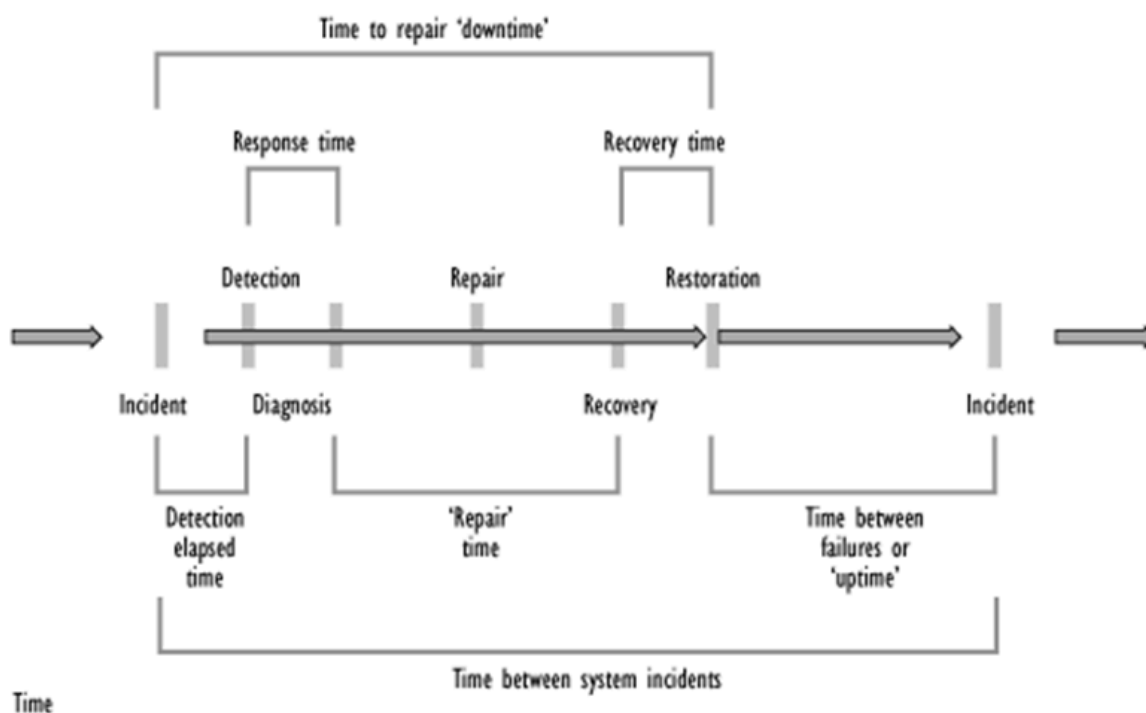 Time to repair ‘downtime’
Response time
Recovery time
Detection
Repair
Restoration
Incident
Diagnosis
Recovery
Incident
Detection
elapsed
time
‘Repair’
time
Time between
failures or
‘uptime’
Time between system incidents
Time